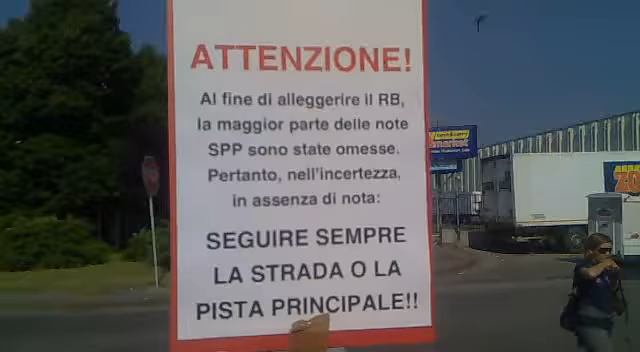 ATTENZIONE!
Al fine di alleggerire il RB,
la maggior parte delle note
SPP sono state omesse.
Pertanto, nell'incertezza,
in assenza di nota:
SEGUIRE SEMPRE
LA STRADA O LA
PISTA PRINCIPALE!!